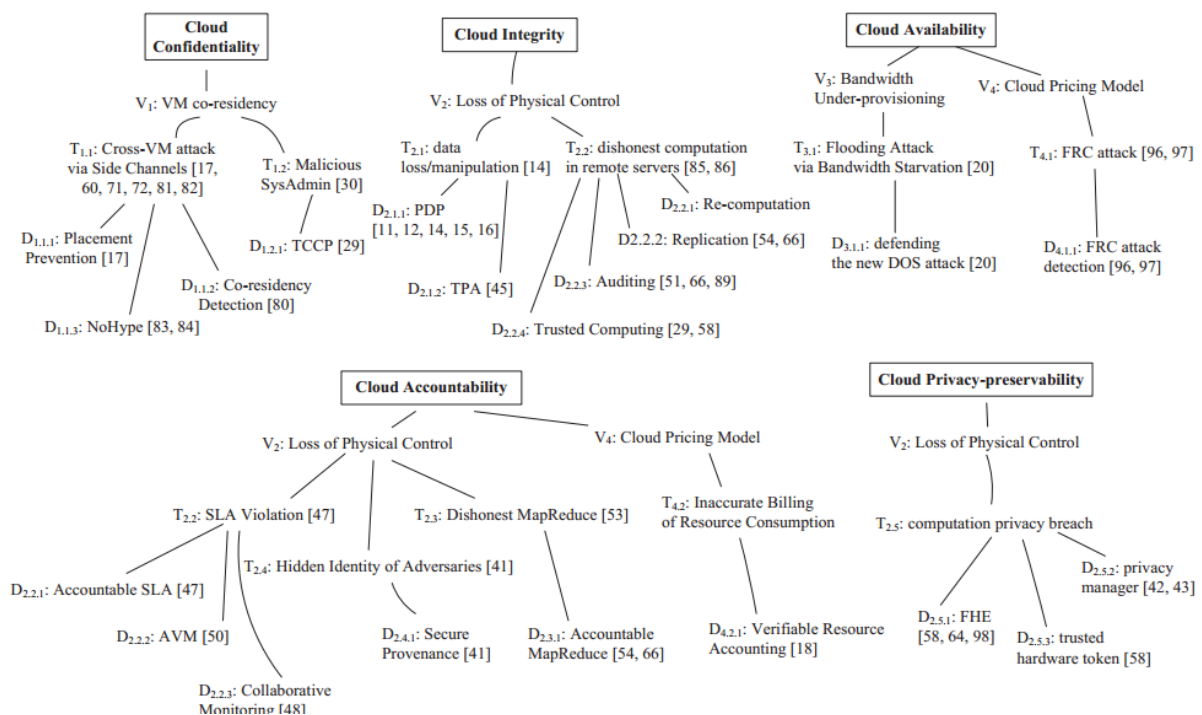 Cloud
Confidentiality
V₁: VM co-residency
T₁.₁: Cross-VM attack
via Side Channels [17,
60, 71, 72, 81, 82]
T₁.₂: Malicious
SysAdmin [30]
D₁.₁.₁: Placement
Prevention [17]
D₁.₂.₁: TCCP [29]
D₁.₁.₂: Co-residency
Detection [80]
D₁.₁.₃: NoHype [83, 84]
Cloud Integrity
V₂: Loss of Physical Control
T₂.₁: data
loss/manipulation [14]
T₂.₂: dishonest computation
in remote servers [85, 86]
D₂.₁.₁: PDP
[11, 12, 14, 15, 16]
D₂.₂.₁: Re-computation
D2.2.2: Replication [54, 66]
D₂.₁.₂: TPA [45]
D₂.₂.₃: Auditing [51, 66, 89]
D₂.₂.₄: Trusted Computing [29, 58]
Cloud Availability
V₃: Bandwidth
Under-provisioning
V₄: Cloud Pricing Model
T₃.₁: Flooding Attack
via Bandwidth Starvation [20]
T₄.₁: FRC attack [96, 97]
D₃.₁.₁: defending
the new DOS attack [20]
D₄.₁.₁: FRC attack
detection [96, 97]
Cloud Accountability
V₂: Loss of Physical Control
V₄: Cloud Pricing Model
T₂.₂: SLA Violation [47]
T₂.₃: Dishonest MapReduce [53]
T₄.₂: Inaccurate Billing
of Resource Consumption
T₂.₄: Hidden Identity of Adversaries [41]
D₂.₂.₁: Accountable SLA [47]
D₂.₂.₂: AVM [50]
D₂.₄.₁: Secure
Provenance [41]
D₂.₃.₁: Accountable
MapReduce [54, 66]
D₄.₂.₁: Verifiable Resource
Accounting [18]
D₂.₂.₃: Collaborative
Monitoring [48]
Cloud Privacy-preservability
V₂: Loss of Physical Control
T₂.₅: computation privacy breach
D₂.₅.₂: privacy
manager [42, 43]
D₂.₅.₁: FHE
[58, 64, 98]
D₂.₅.₃: trusted
hardware token [58]